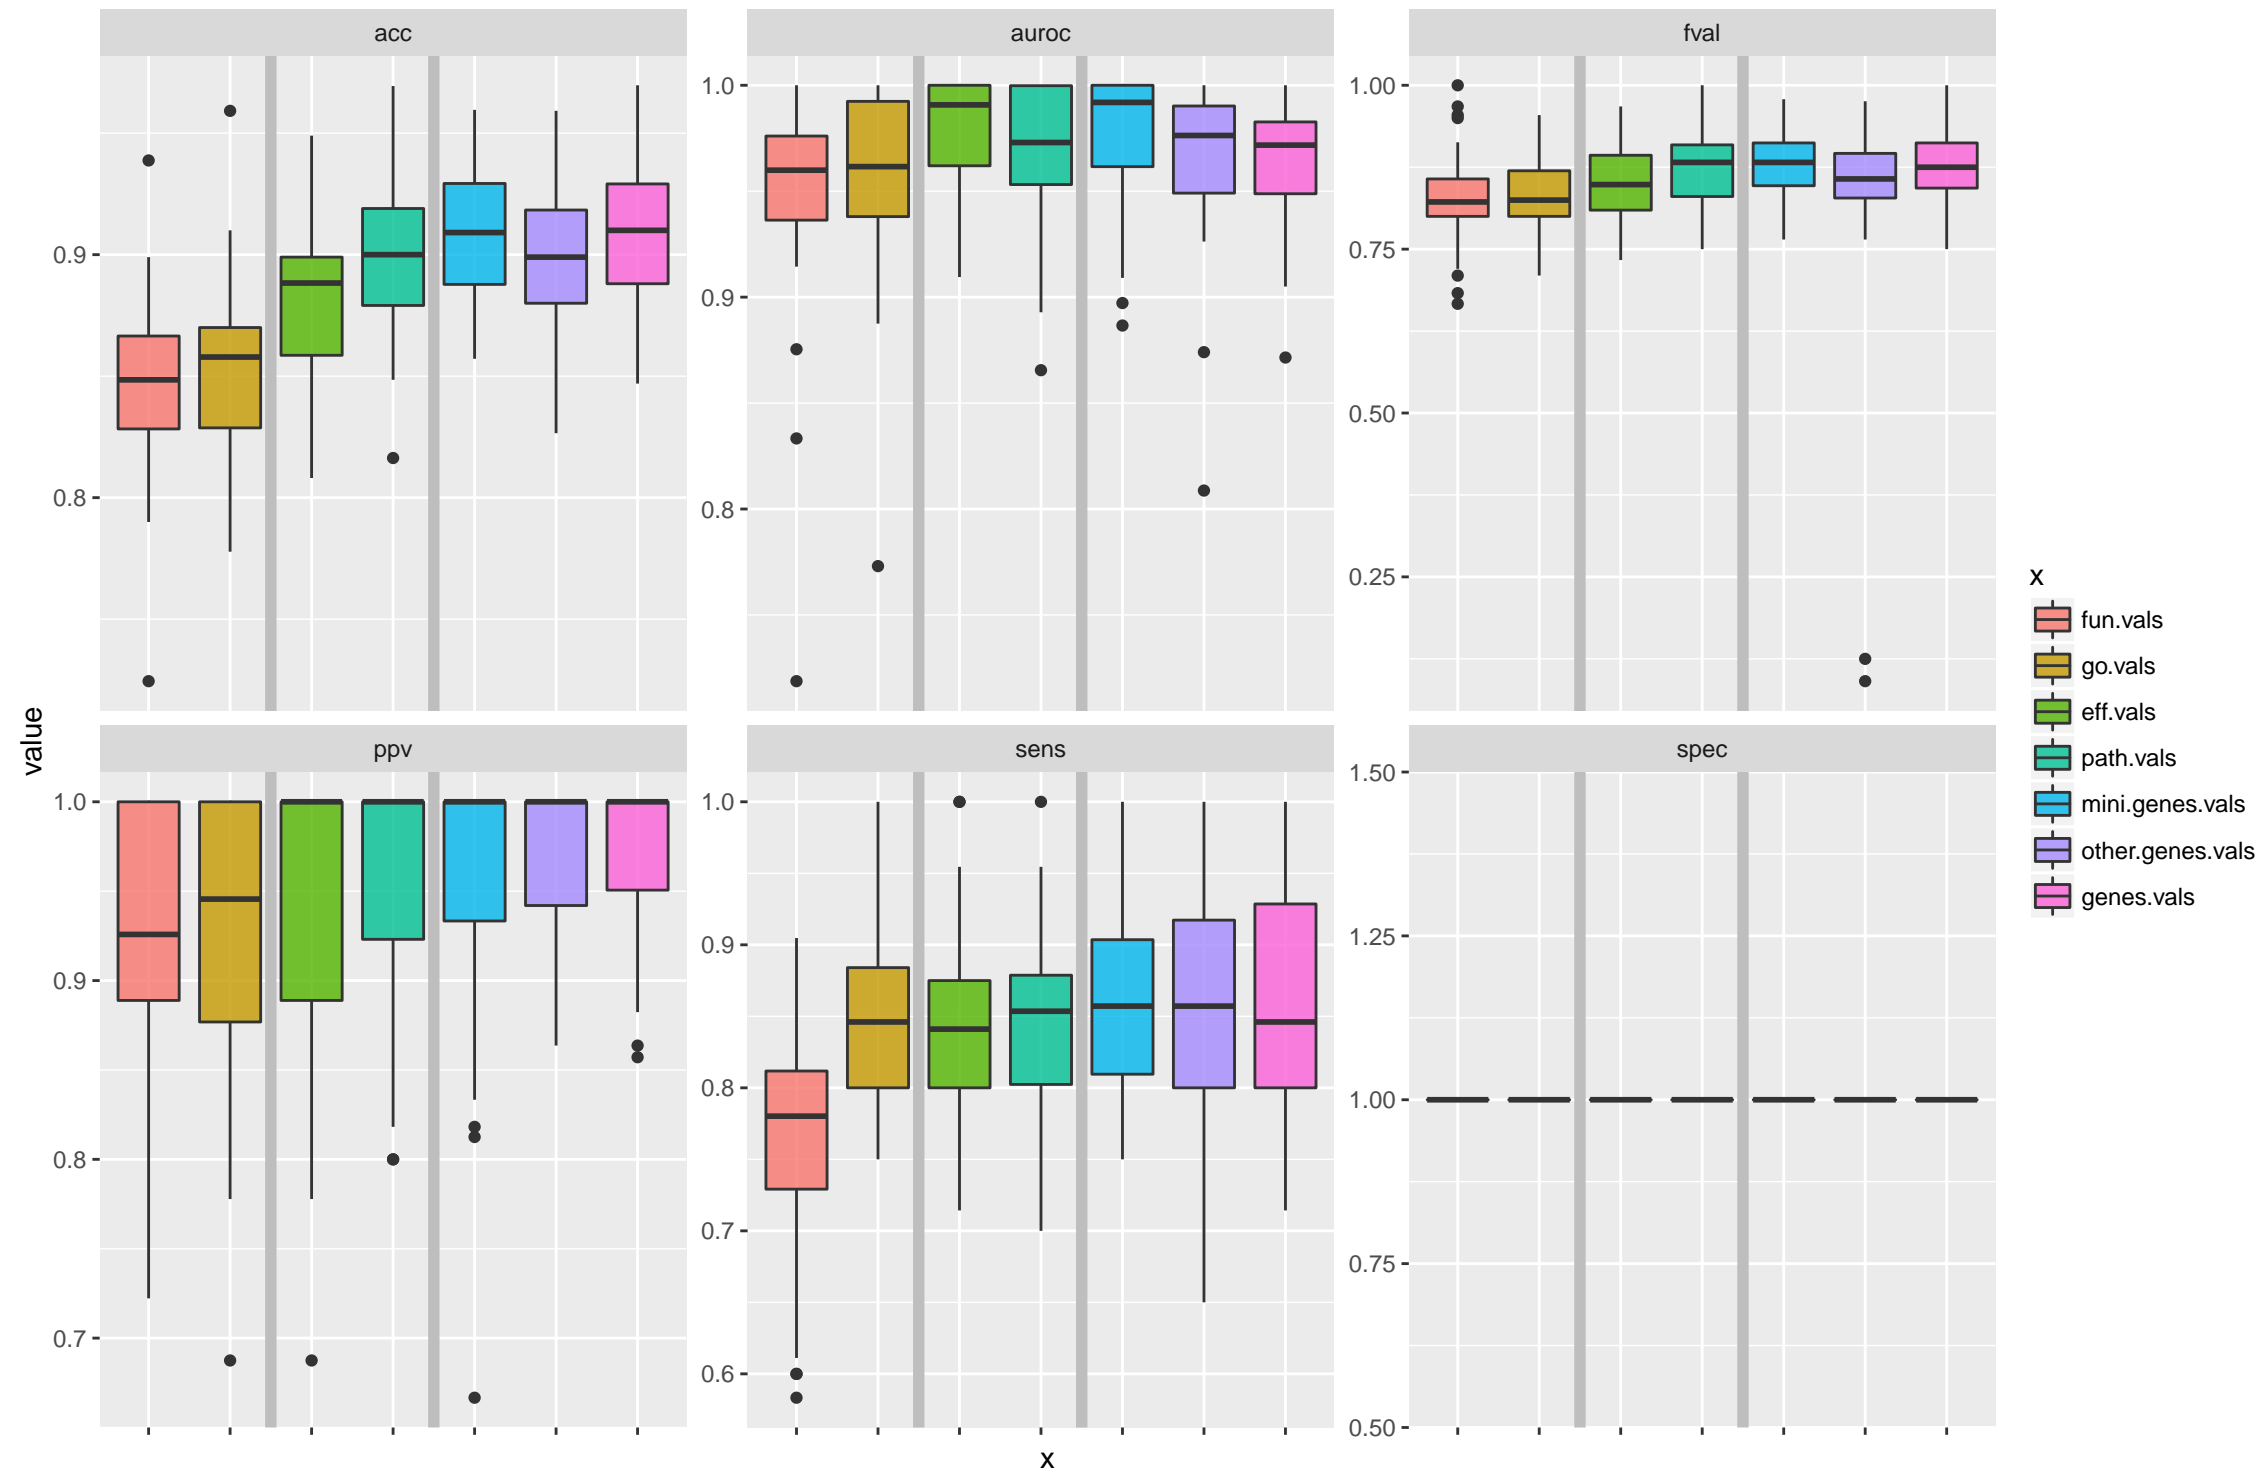 acc
auroc
fval
0.9
0.8
1.0
0.9
0.8
1.00
0.75
0.50
0.25
value
ppv
sens
spec
1.0
0.9
0.8
0.7
1.0
0.9
0.8
0.7
0.6
1.50
1.25
1.00
0.75
0.50
x
x
fun.vals
go.vals
eff.vals
path.vals
mini.genes.vals
other.genes.vals
genes.vals